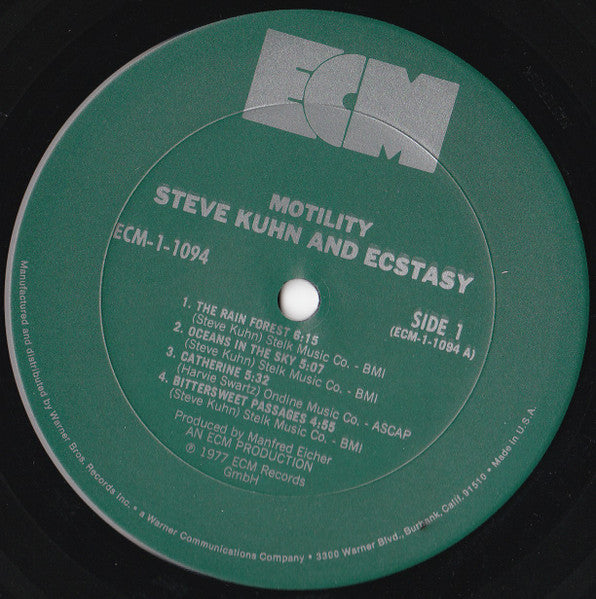 ECM
MOTILITY
STEVE KUHN AND ECSTASY
ECM-1-1094
SIDE 1
(ECM-1-1094 A)
1. THE RAIN FOREST 6:15
(Steve Kuhn) Stelk Music Co. - BMI
2. OCEANS IN THE SKY 5:07
(Steve Kuhn) Stelk Music Co. - BMI
3. CATHERINE 5:32
(Harvie Swartz) Ondine Music Co. - ASCAP
4. BITTERSWEET PASSAGES 4:55
(Steve Kuhn) Stelk Music Co. - BMI
Produced by Manfred Eicher
AN ECM PRODUCTION
℗ 1977 ECM Records
GmbH
Manufactured and distributed by Warner Bros. Records Inc. • a Warner Communications Company • 3300 Warner Blvd., Burbank, Calif. 91510 • Made in U.S.A.